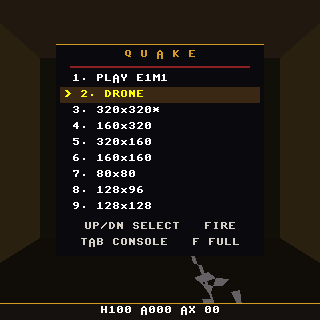 QUAKE
1. PLAY E1M1
> 2. DRONE
3. 320x320*
4. 160x320
5. 320x160
6. 160x160
7. 80x80
8. 128x96
9. 128x128
UP/DN SELECT FIRE
TAB CONSOLE F FULL
H100 A000 AX 00